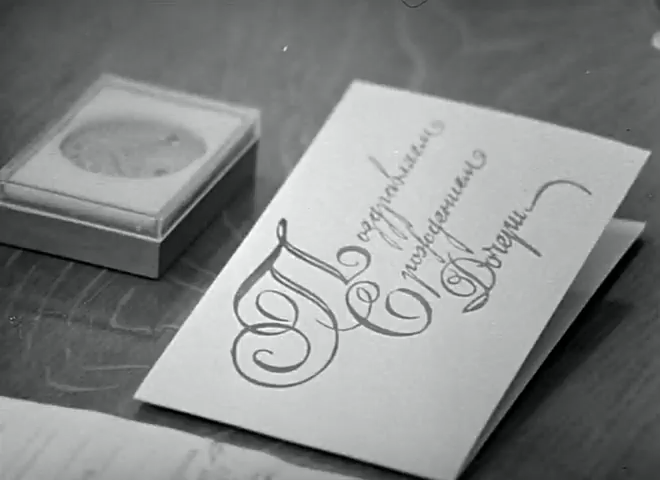 Поздравляем
С рождением
Дочери